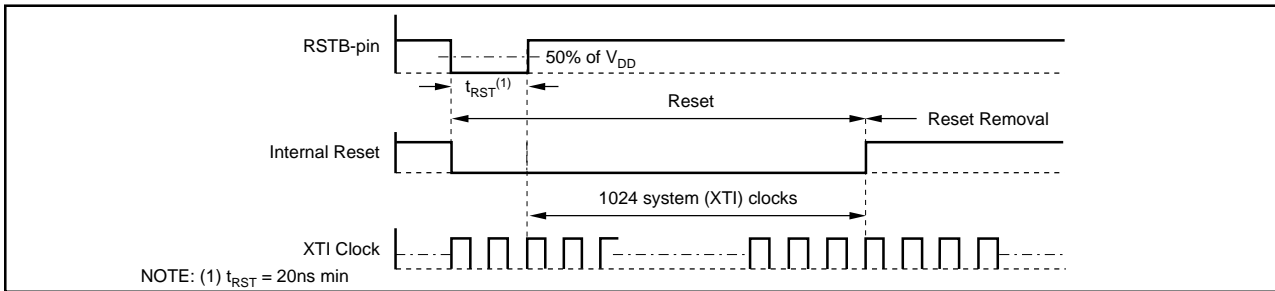 RSTB-pin
50% of VDD
tRST(1)
Reset
Reset Removal
Internal Reset
1024 system (XTI) clocks
XTI Clock
NOTE: (1) tRST = 20ns min